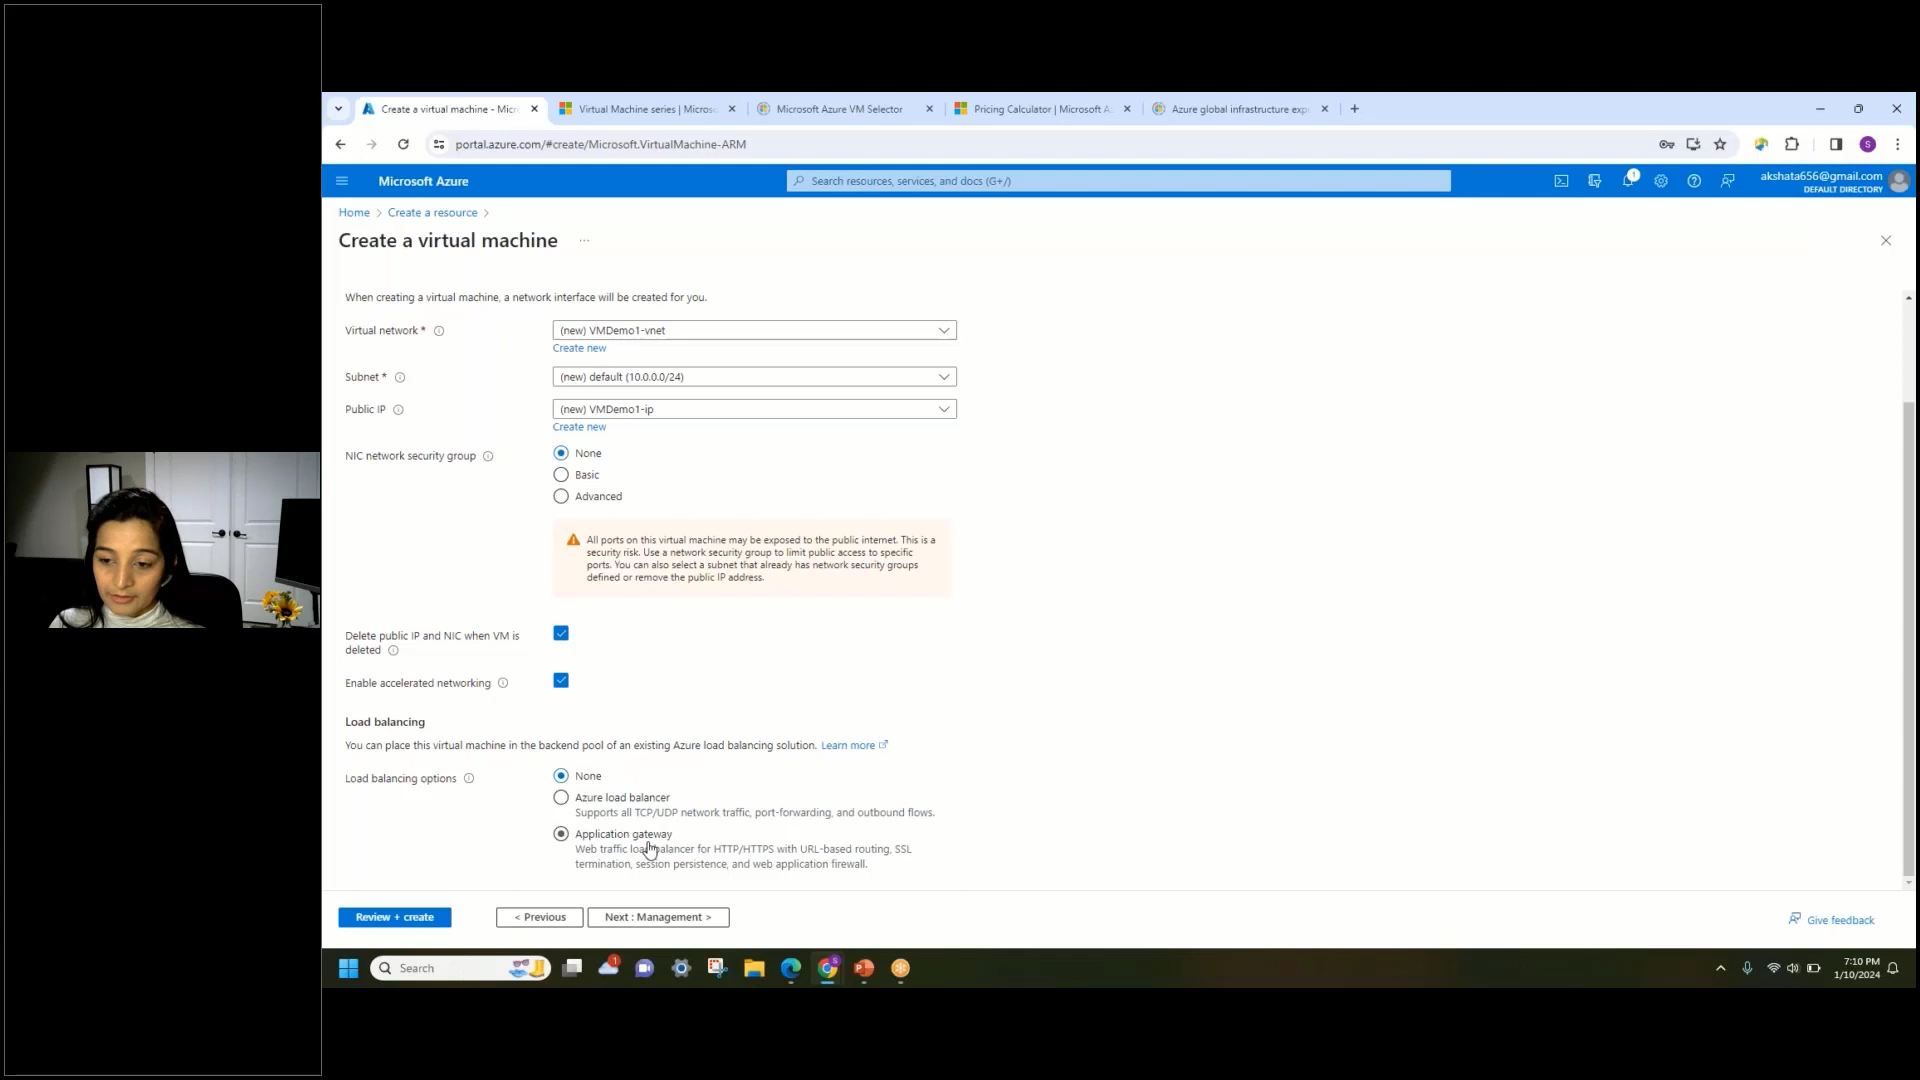 Create a virtual machine - Micr
Virtual Machine series | Micros
Microsoft Azure VM Selector
Pricing Calculator | Microsoft A
Azure global infrastructure exp
portal.azure.com/#create/Microsoft.VirtualMachine-ARM
S
Microsoft Azure
Search resources, services, and docs (G+/)
1
akshata656@gmail.com
DEFAULT DIRECTORY
Home > Create a resource >
Create a virtual machine ...
When creating a virtual machine, a network interface will be created for you.
Virtual network *
(new) VMDemo1-vnet
Create new
Subnet *
(new) default (10.0.0.0/24)
Public IP
(new) VMDemo1-ip
Create new
NIC network security group
None
Basic
Advanced
All ports on this virtual machine may be exposed to the public internet. This is a
security risk. Use a network security group to limit public access to specific
ports. You can also select a subnet that already has network security groups
defined or remove the public IP address.
Delete public IP and NIC when VM is
deleted
Enable accelerated networking
Load balancing
You can place this virtual machine in the backend pool of an existing Azure load balancing solution. Learn more
Load balancing options
None
Azure load balancer
Supports all TCP/UDP network traffic, port-forwarding, and outbound flows.
Application gateway
Web traffic load balancer for HTTP/HTTPS with URL-based routing, SSL
termination, session persistence, and web application firewall.
Review + create
< Previous
Next : Management >
Give feedback
Search
1
7:10 PM
1/10/2024